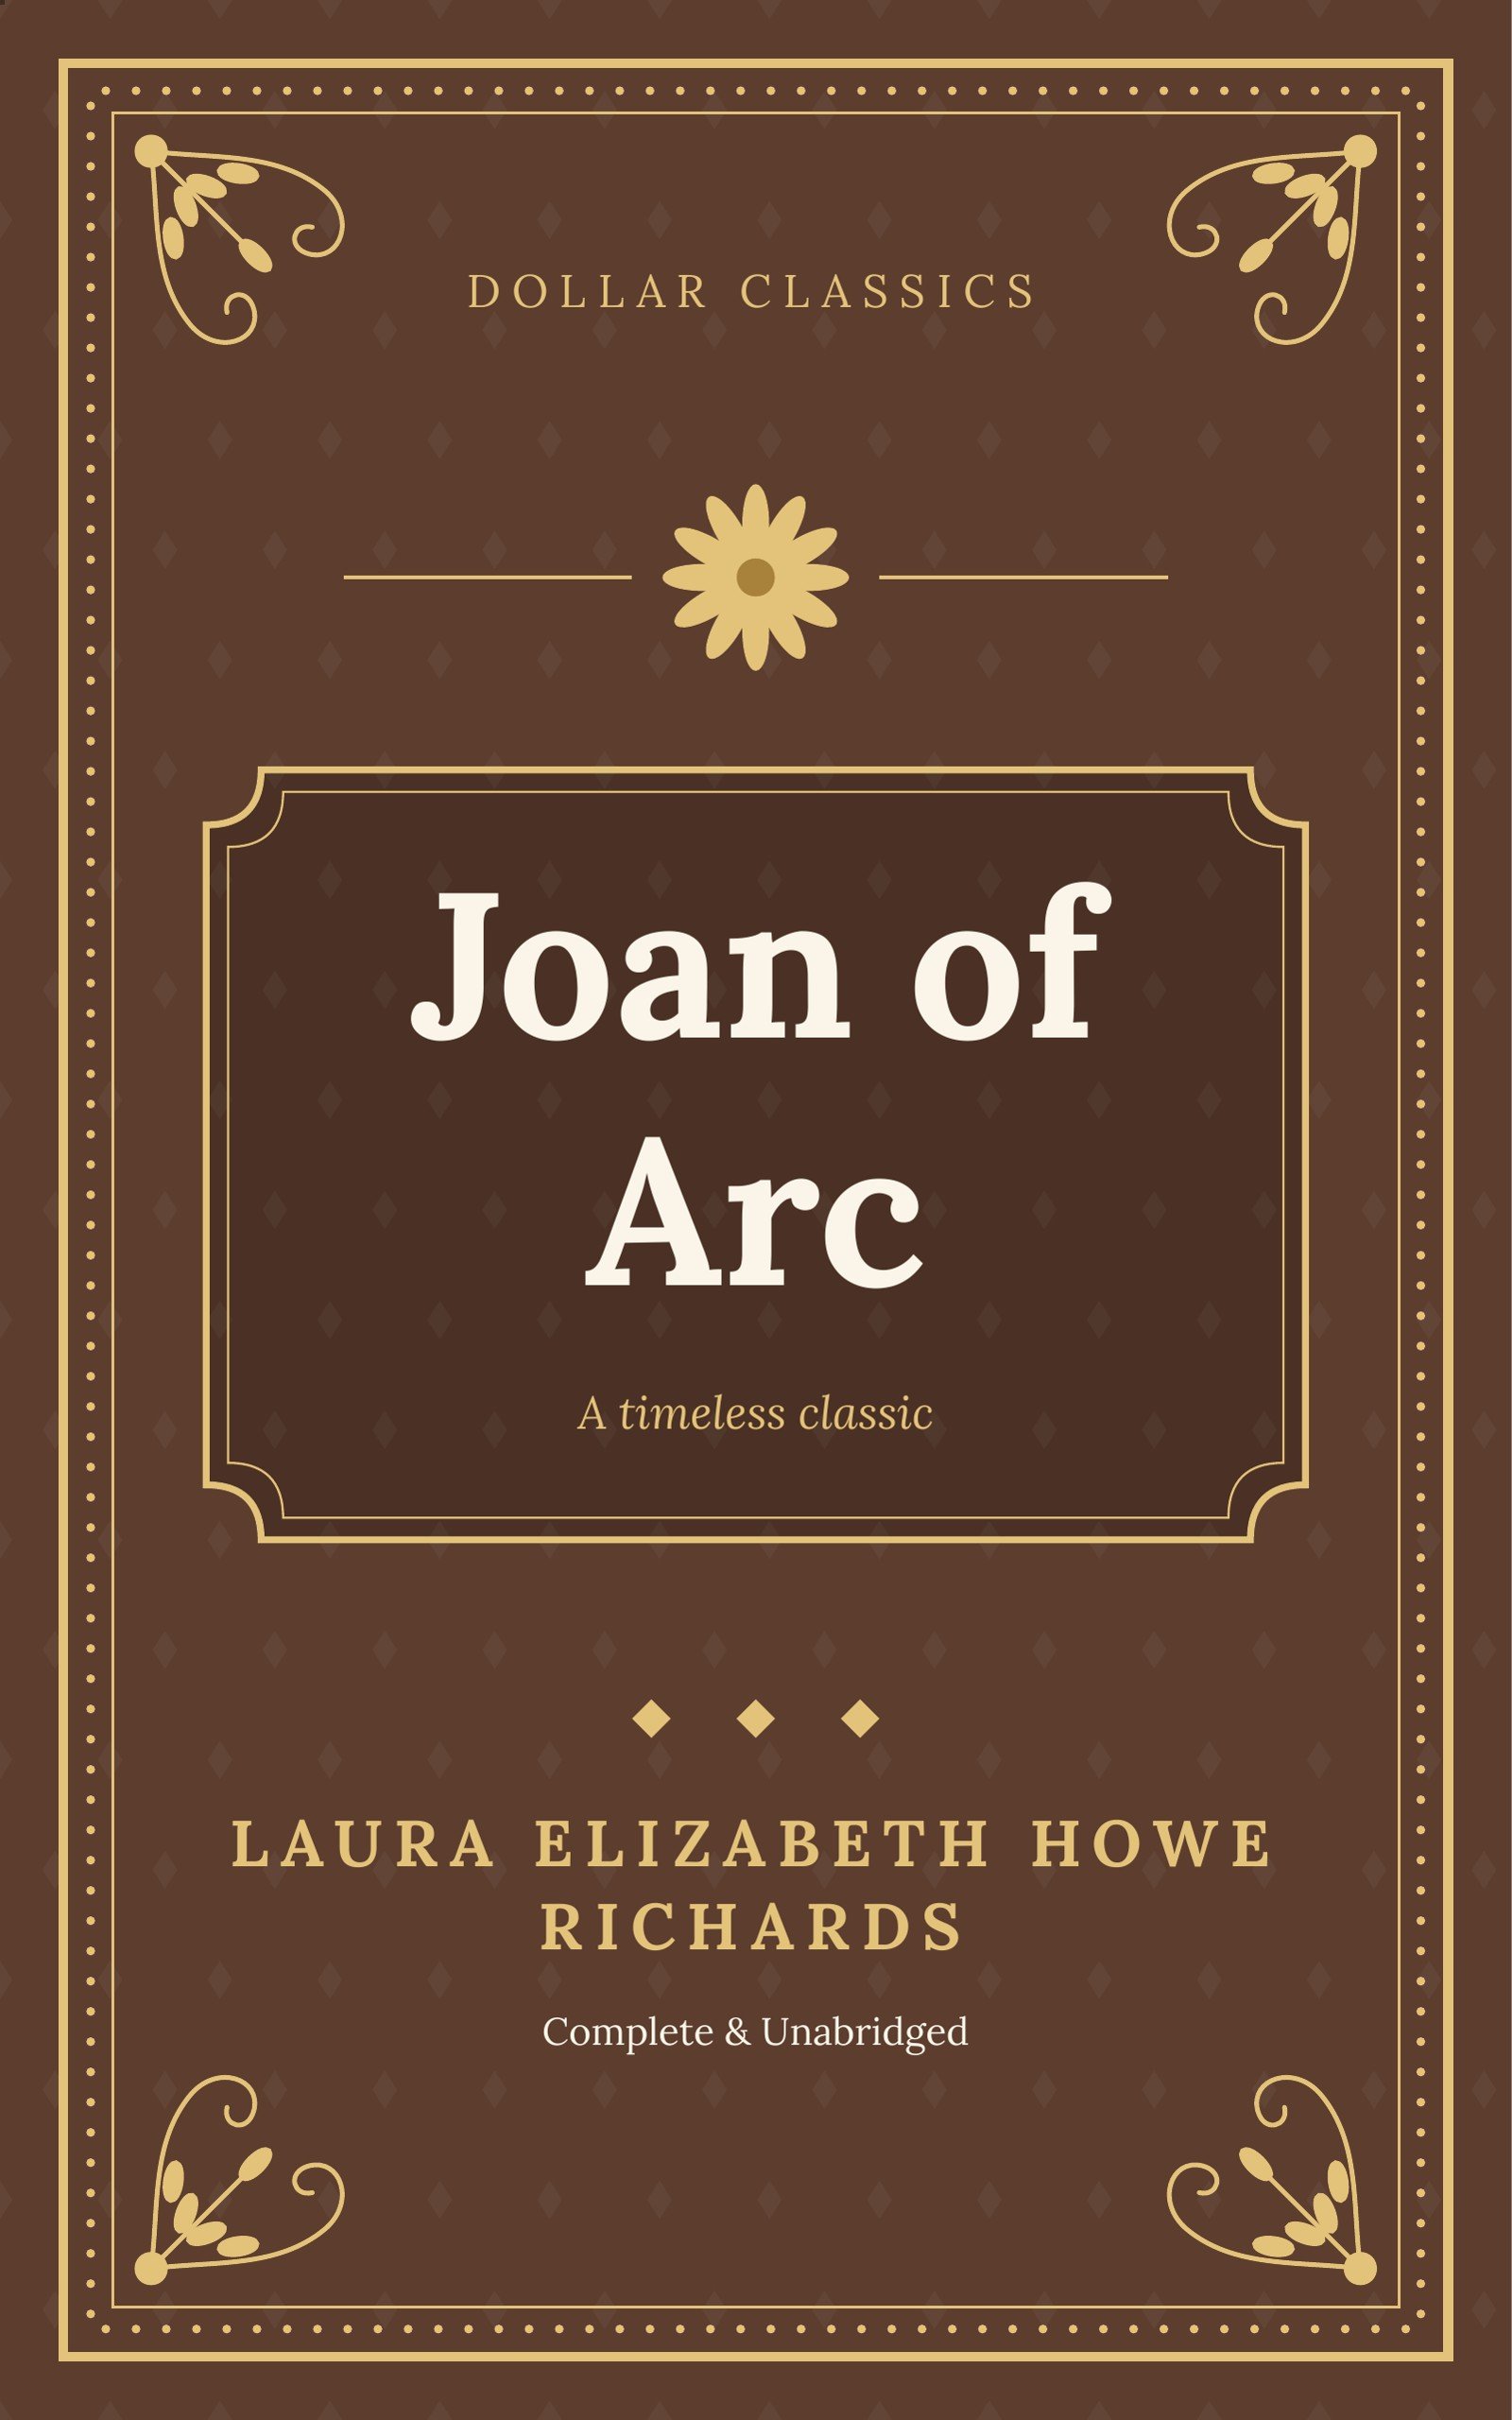 DOLLAR CLASSICS
Joan of
Arc
A timeless classic
LAURA ELIZABETH HOWE
RICHARDS
Complete & Unabridged